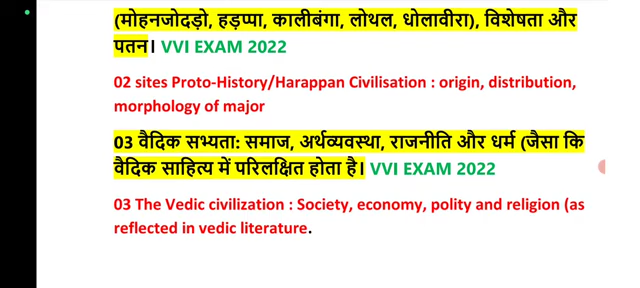 (मोहनजोदड़ो, हड़प्पा, कालीबंगा, लोथल, धोलावीरा), विशेषता और
पतन। VVI EXAM 2022
02 sites Proto-History/Harappan Civilisation : origin, distribution,
morphology of major
03 वैदिक सभ्यता: समाज, अर्थव्यवस्था, राजनीति और धर्म (जैसा कि
वैदिक साहित्य में परिलक्षित होता है। VVI EXAM 2022
03 The Vedic civilization : Society, economy, polity and religion (as
reflected in vedic literature.